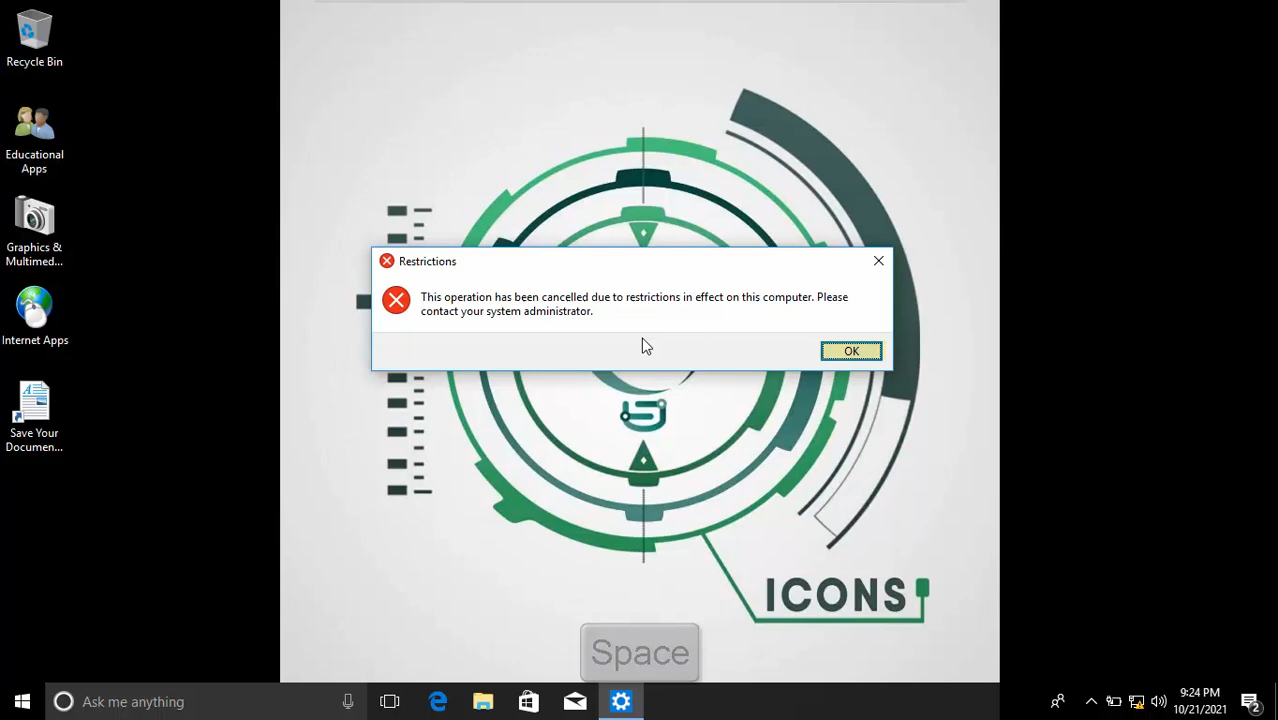 Recycle Bin
Educational
Apps
Graphics &
Multimed...
Internet Apps
Save Your
Documen...
Restrictions
This operation has been cancelled due to restrictions in effect on this computer. Please
contact your system administrator.
OK
ICONS
Space
Ask me anything
9:24 PM
10/21/2021
2